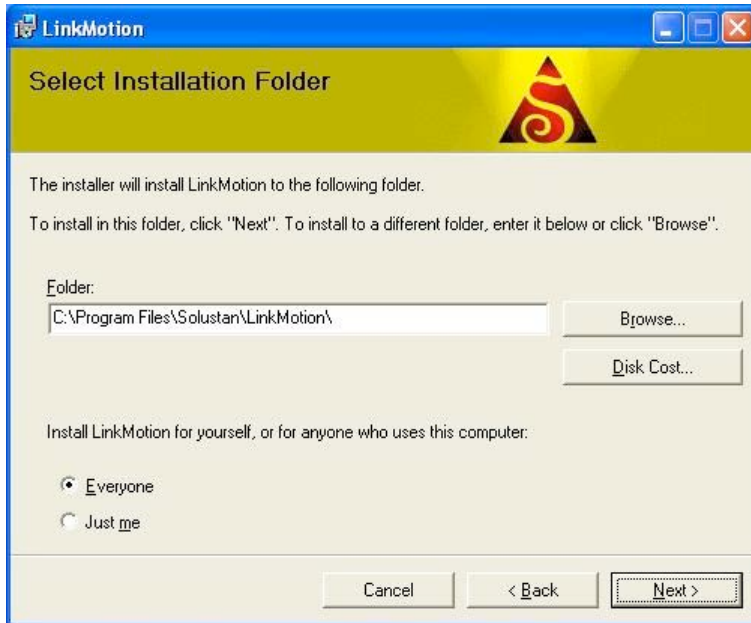 LinkMotion
Select Installation Folder
The installer will install LinkMotion to the following folder.
To install in this folder, click "Next". To install to a different folder, enter it below or click "Browse".
Folder:
C:\Program Files\Solustan\LinkMotion\
Browse...
Disk Cost...
Install LinkMotion for yourself, or for anyone who uses this computer:
Everyone
Just me
Cancel
< Back
Next >